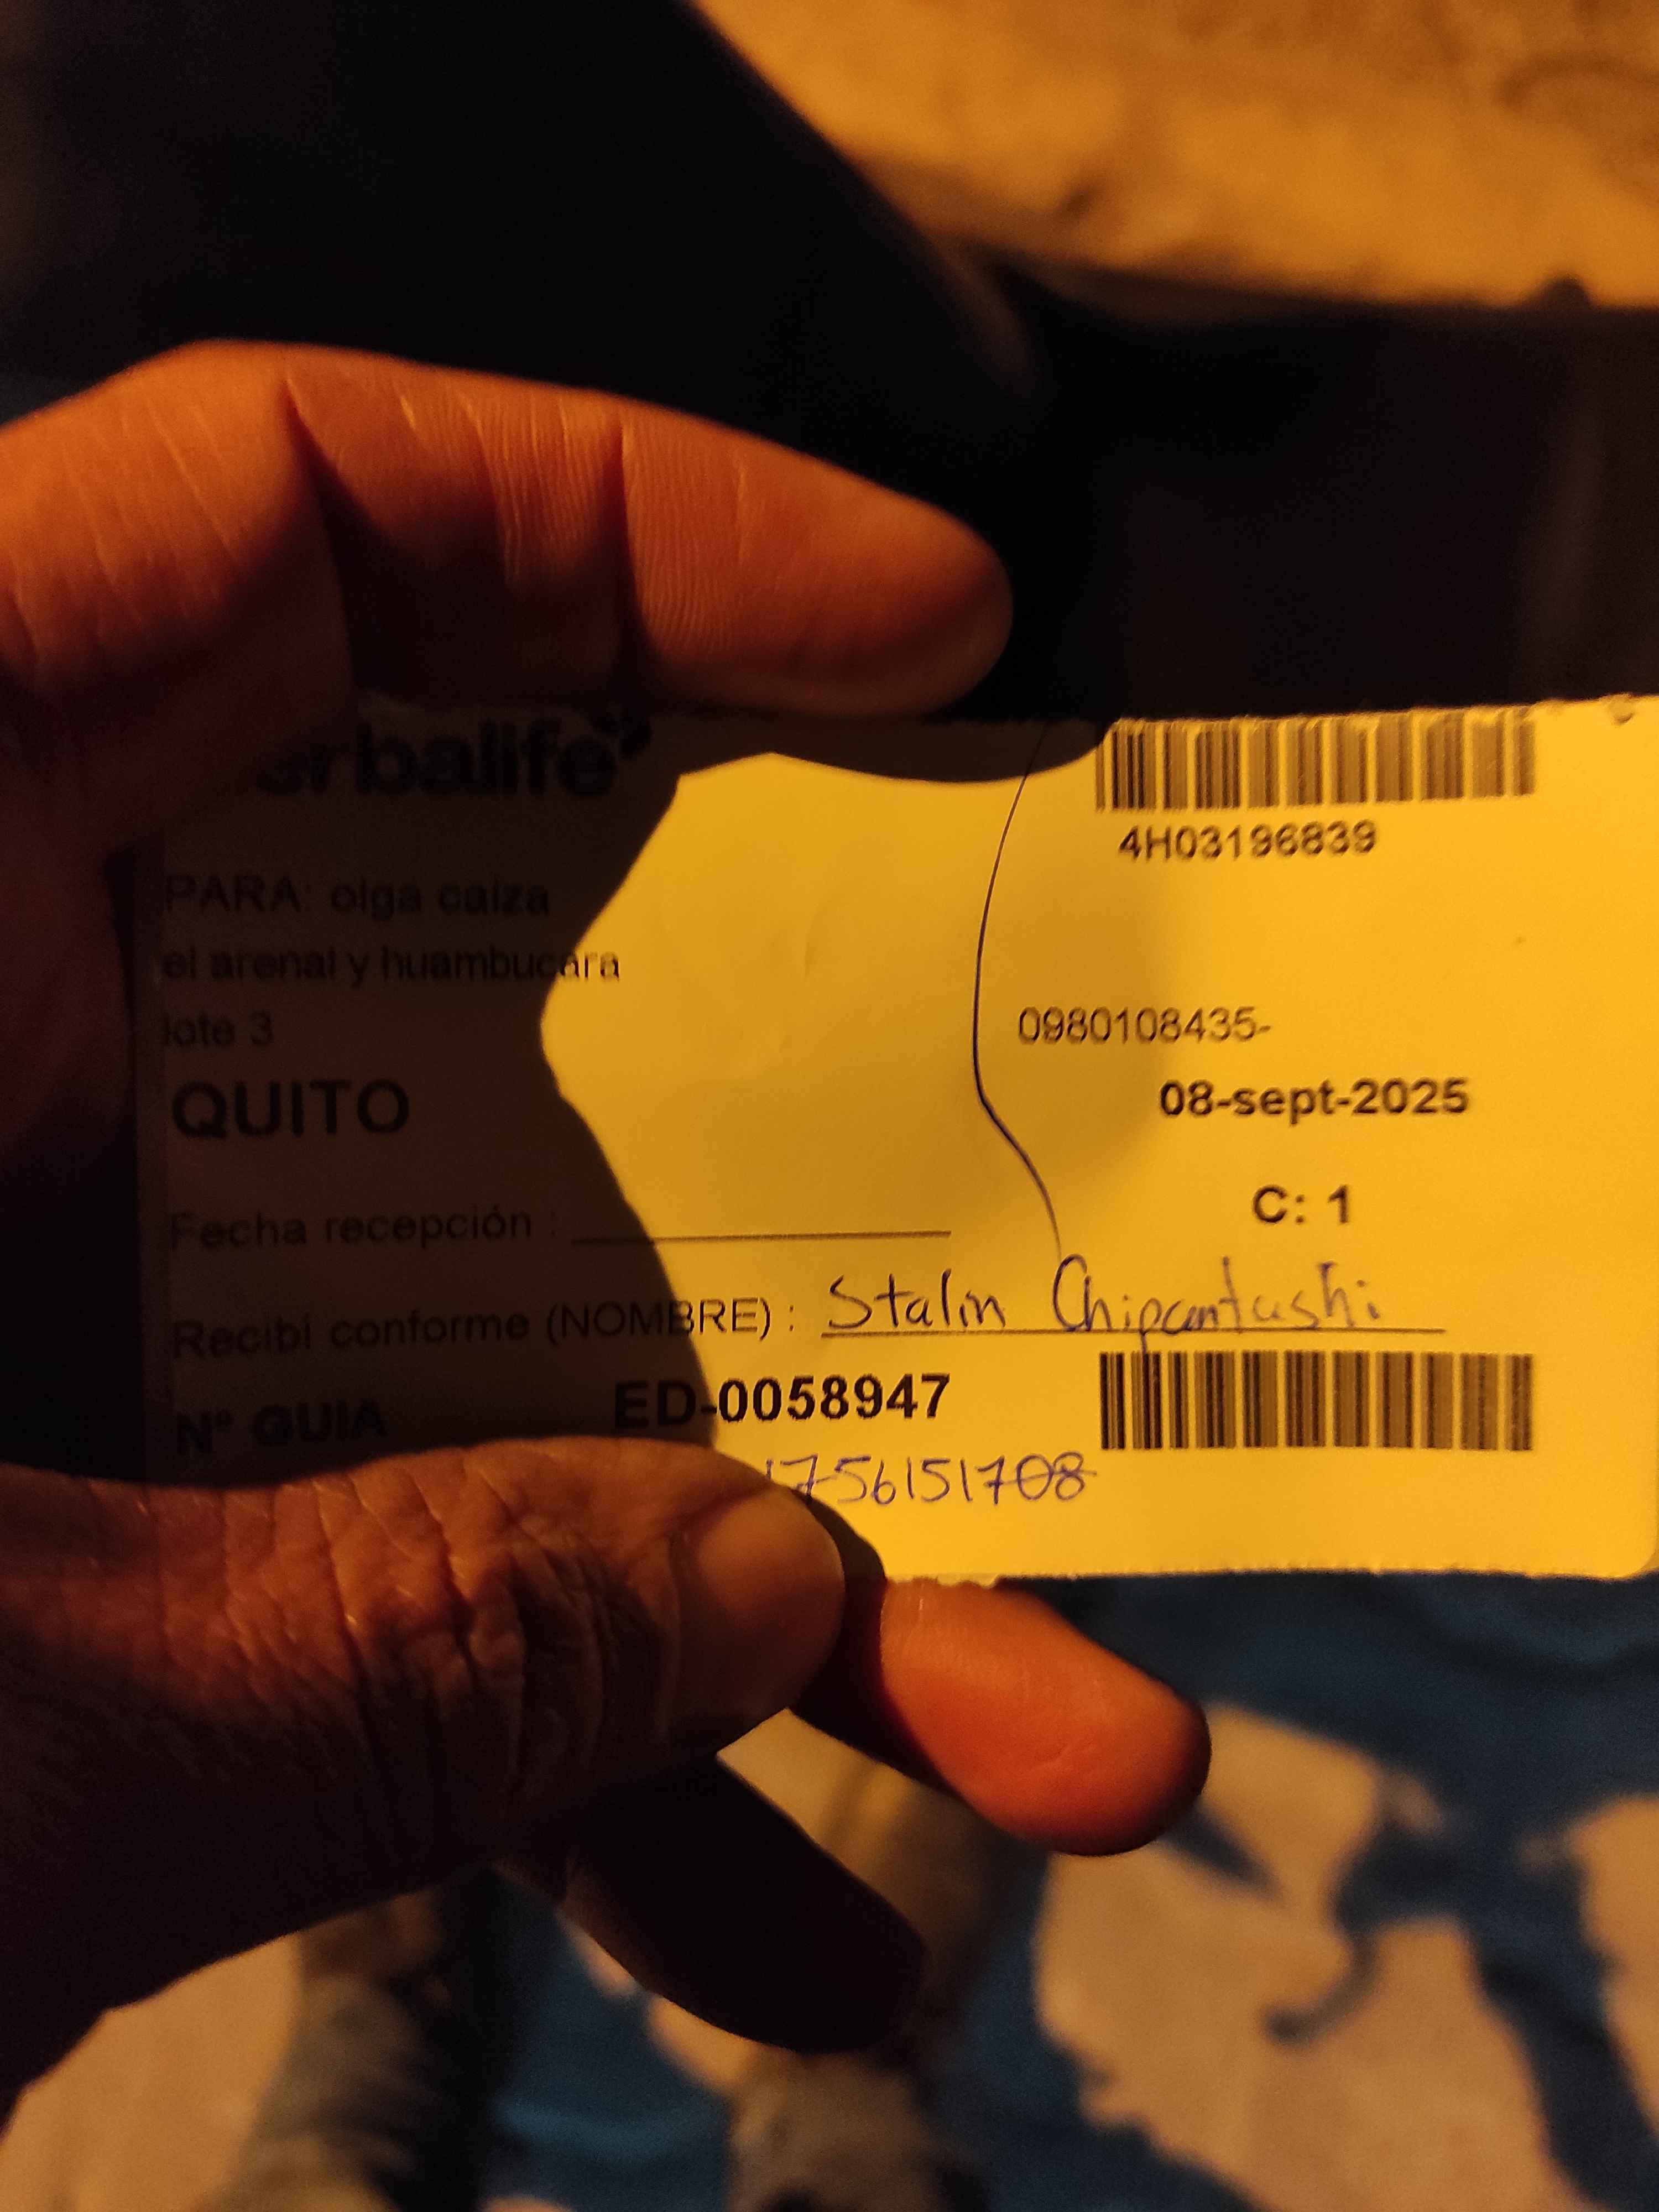 erbalife
4H03196839
PARA: olga caiza
el arenal y huambucara
lote 3
0980108435-
QUITO
08-sept-2025
C: 1
Fecha recepción :
Recibi conforme (NOMBRE) : Stalin Chipantashi
N° GUIA ED-0058947
1756151708